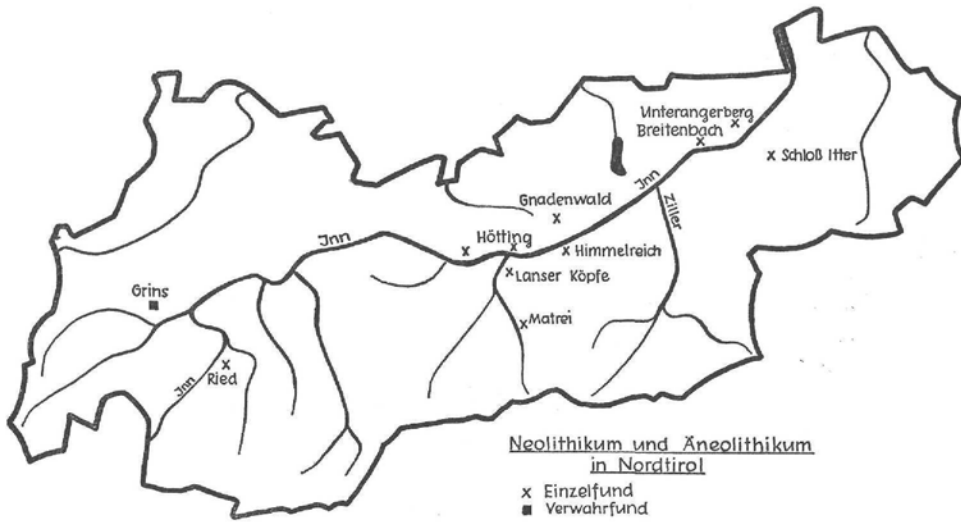 Unterangerberg
Breitenbach
Schloß Itter
Jnn
Gnadenwald
Ziller
Jnn
Hötting
Himmelreich
Lanser Köpfe
Grins
Matrei
Jnn
Ried
Neolithikum und Äneolithikum
in Nordtirol
x Einzelfund
■ Verwahrfund